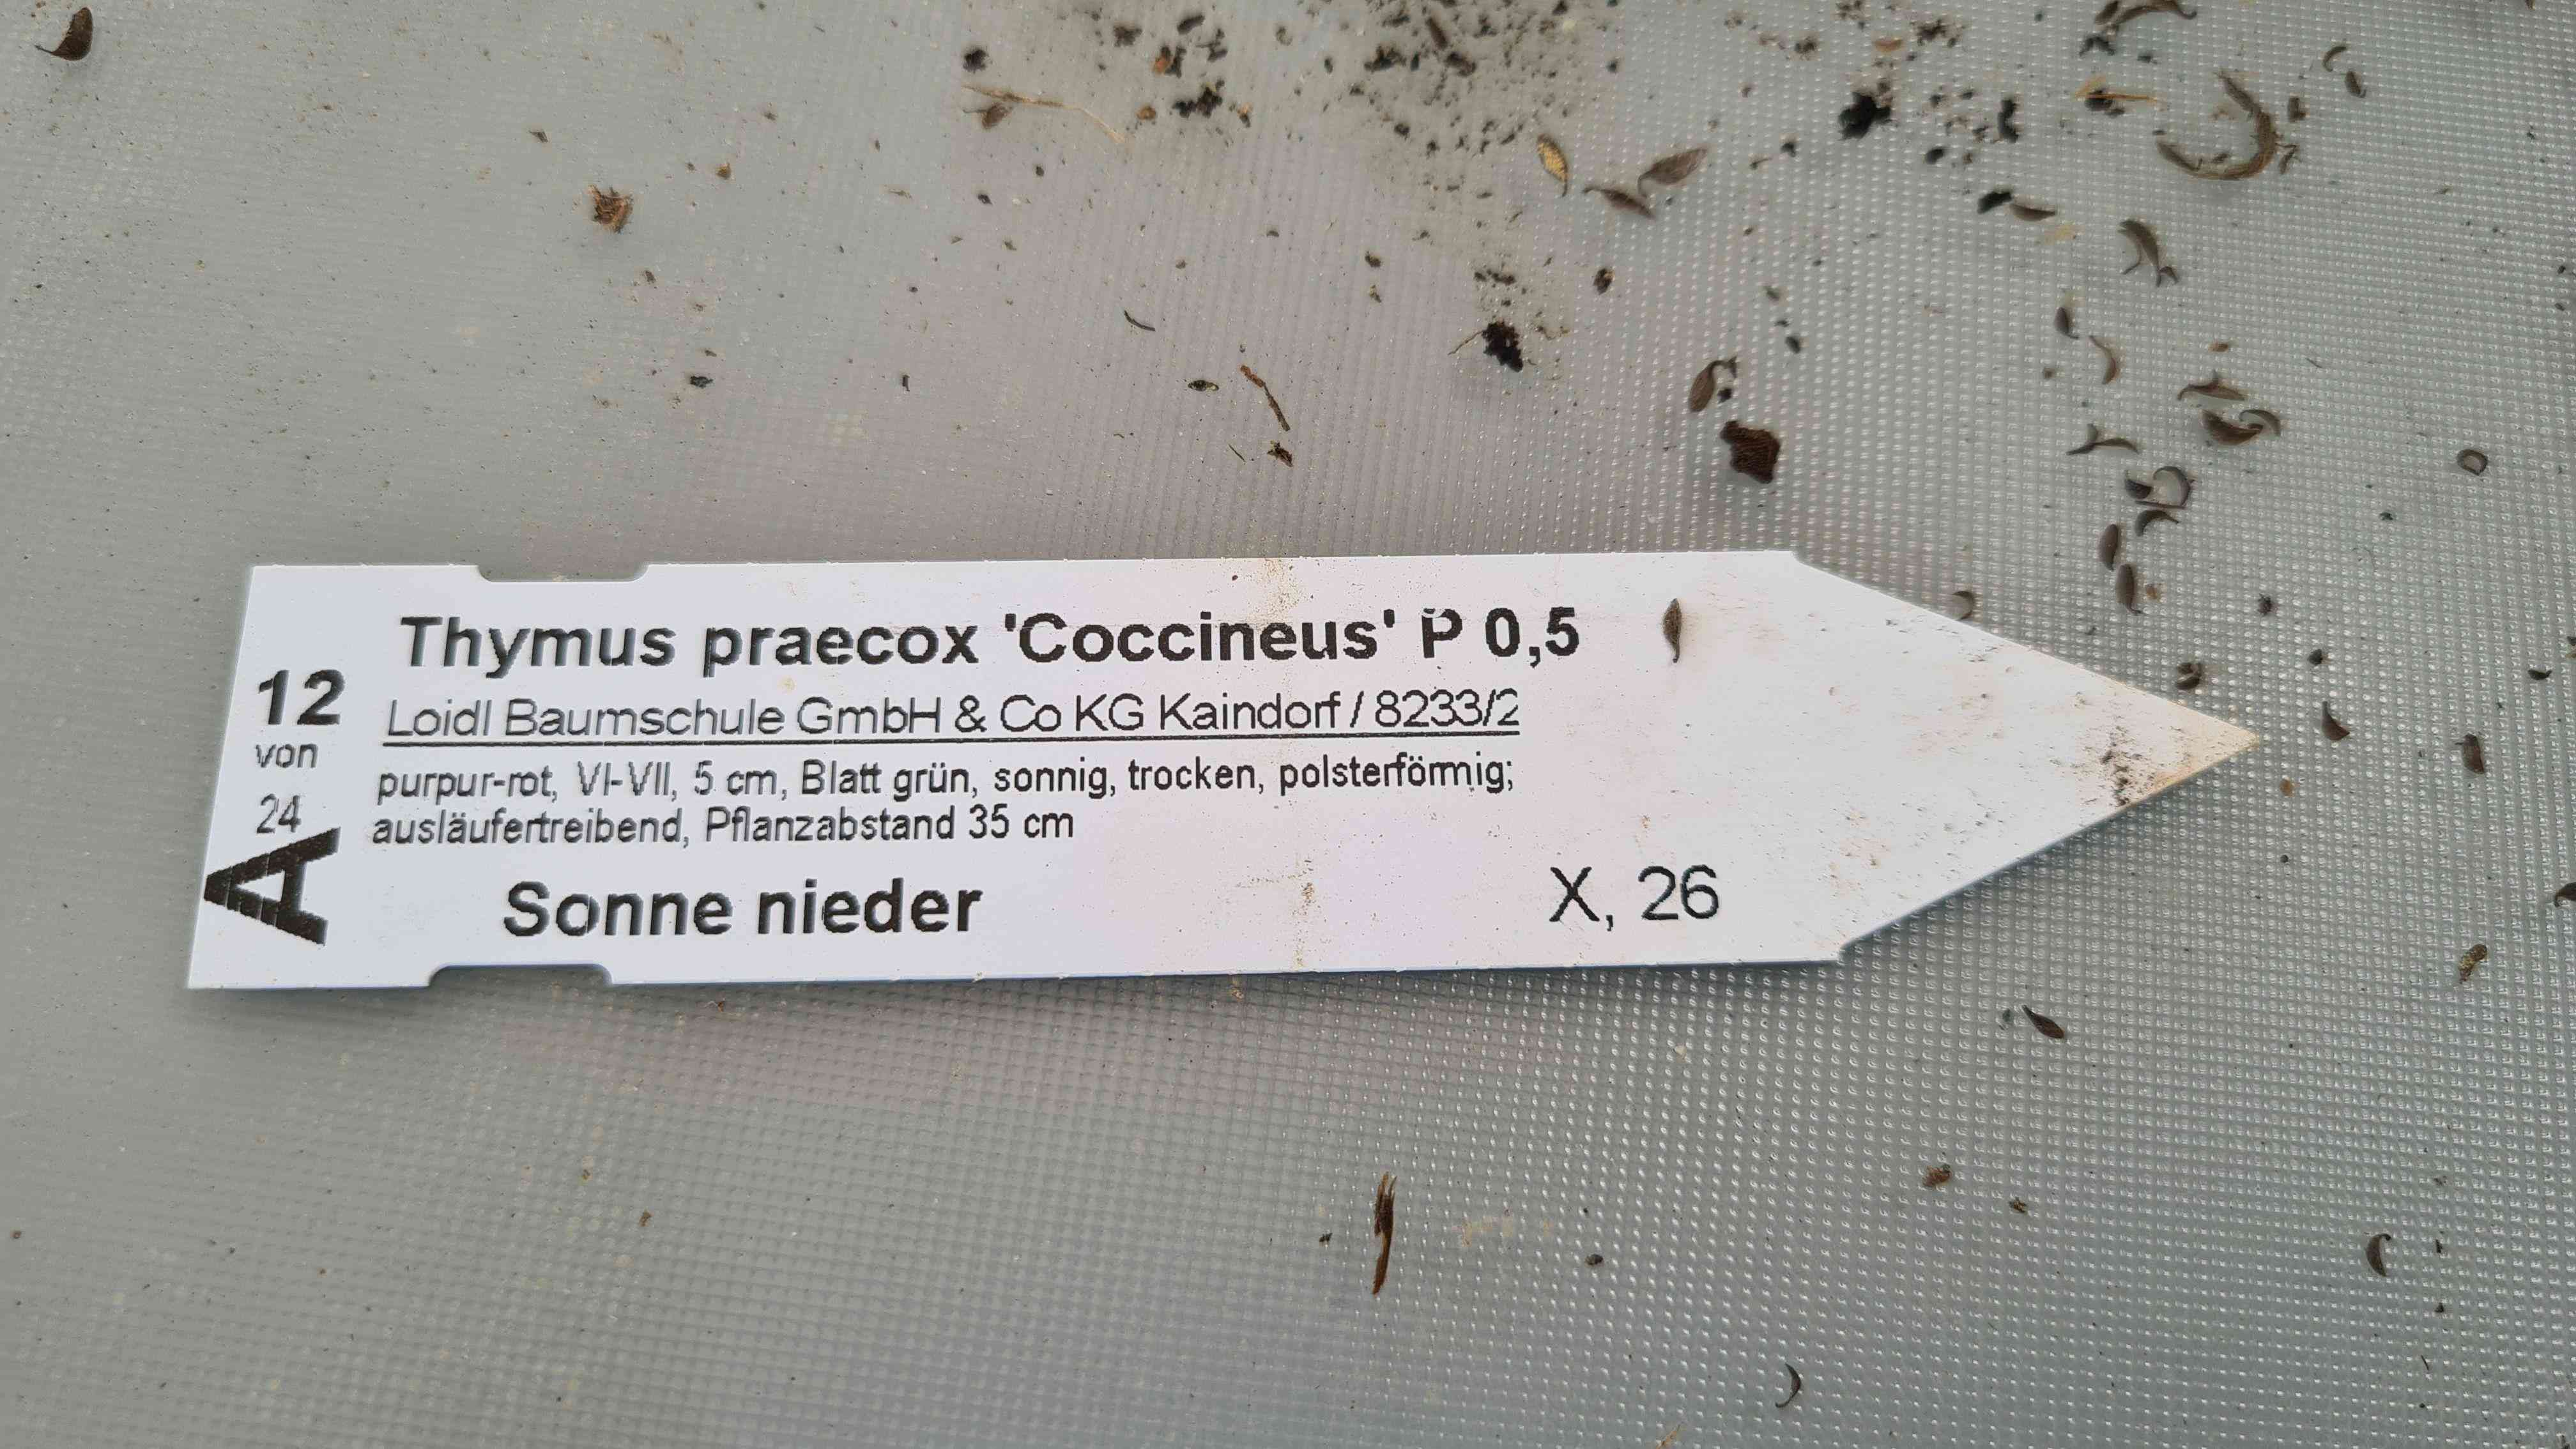 Thymus praecox 'Coccineus' P 0,5
Loidl Baumschule GmbH & Co KG Kaindorf / 8233/2
purpur-rot, VI-VII, 5 cm, Blatt grün, sonnig, trocken, polsterförmig;
ausläufertreibend, Pflanzabstand 35 cm
Sonne nieder
X, 26
12
von
24
A